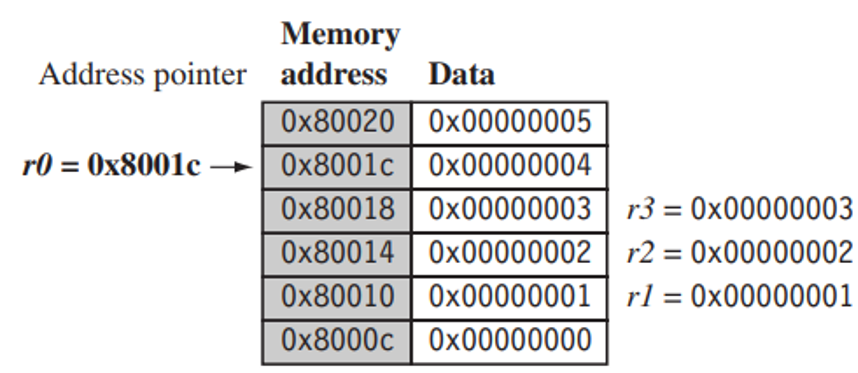 Memory
Address pointer address Data
0x80020 0x00000005
r0 = 0x8001c 0x8001c 0x00000004
0x80018 0x00000003 r3 = 0x00000003
0x80014 0x00000002 r2 = 0x00000002
0x80010 0x00000001 r1 = 0x00000001
0x8000c 0x00000000